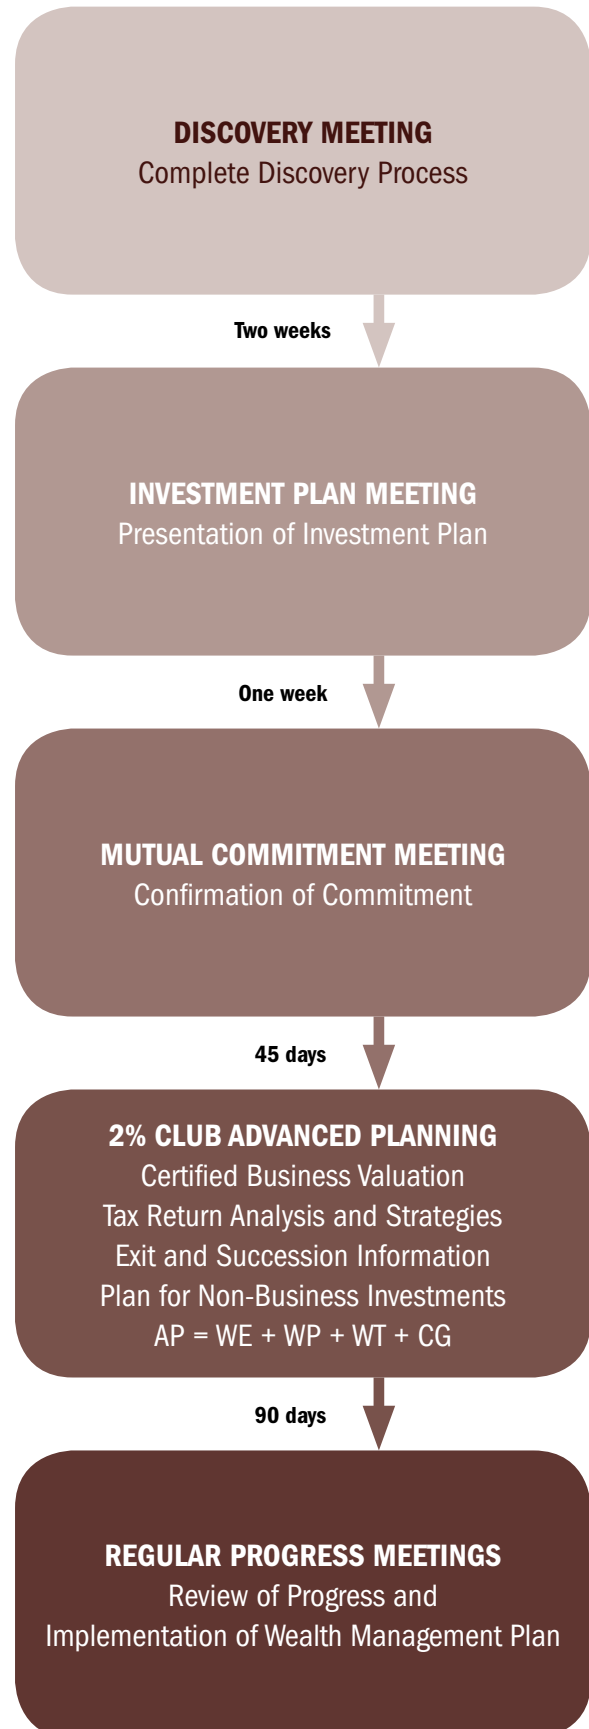 DISCOVERY MEETING
Complete Discovery Process
Two weeks
INVESTMENT PLAN MEETING
Presentation of Investment Plan
One week
MUTUAL COMMITMENT MEETING
Confirmation of Commitment
45 days
2% CLUB ADVANCED PLANNING
Certified Business Valuation
Tax Return Analysis and Strategies
Exit and Succession Information
Plan for Non-Business Investments
AP = WE + WP + WT + CG
90 days
REGULAR PROGRESS MEETINGS
Review of Progress and
Implementation of Wealth Management Plan